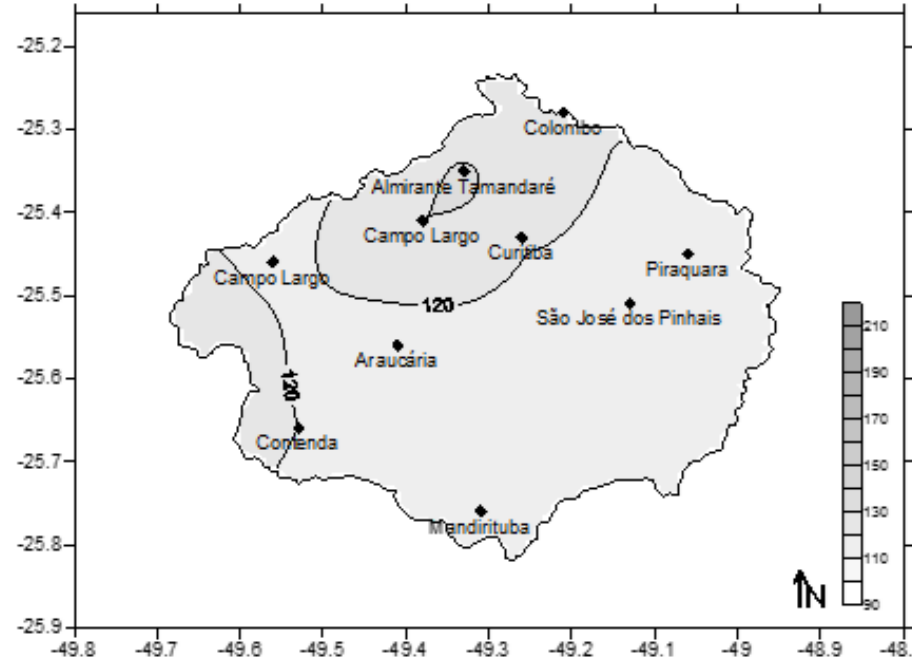 -25.2
-25.3
-25.4
-25.5
-25.6
-25.7
-25.8
-25.9
Colombo
Almirante Tamandaré
Campo Largo
Curitiba
Piraquara
Campo Largo
120
São José dos Pinhais
Araucária
120
Contenda
Mandirituba
210
190
170
150
130
110
90
N
-49.8
-49.7
-49.6
-49.5
-49.4
-49.3
-49.2
-49.1
-49
-48.9
-48.